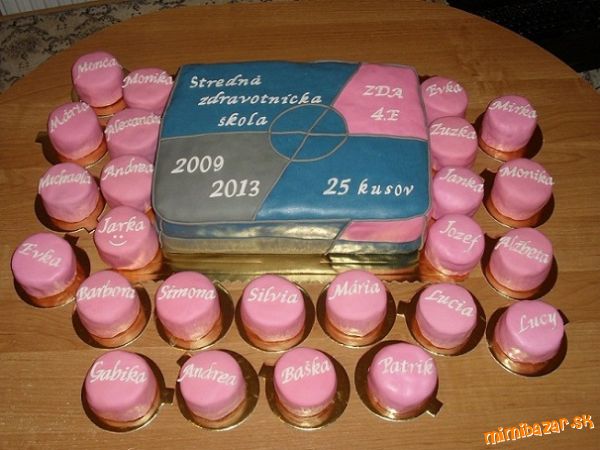 Stredná
zdravotnícka
škola
ZDA
4.E
2009
2013
25 kusov
Monča
Monika
Mária
Alexandra
Michaela
Andrea
Jarka
Evka
Evka
Mirka
Zuzka
Janka
Monika
Jozef
Alžbeta
Barbora
Simona
Silvia
Mária
Lucia
Lucy
Gabika
Andrea
Baška
Patrik
mimibazar.sk